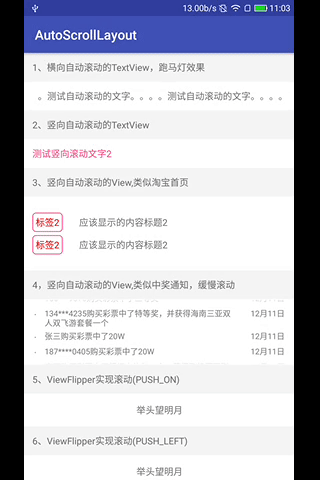 13.00b/s 11:03
AutoScrollLayout
1、横向自动滚动的TextView，跑马灯效果
。测试自动滚动的文字。。。。测试自动滚动的文字。。。。
2、竖向自动滚动的TextView
测试竖向滚动文字2
3、竖向自动滚动的View,类似淘宝首页
标签2 应该显示的内容标题2
标签2 应该显示的内容标题2
4，竖向自动滚动的View,类似中奖通知，缓慢滚动
134***4235购买彩票中了特等奖，并获得海南三亚双 12月11日
人双飞游套餐一个
张三购买彩票中了20W 12月11日
187****0405购买彩票中了20W 12月11日
5、ViewFlipper实现滚动(PUSH_ON)
举头望明月
6、ViewFlipper实现滚动(PUSH_LEFT)
举头望明月